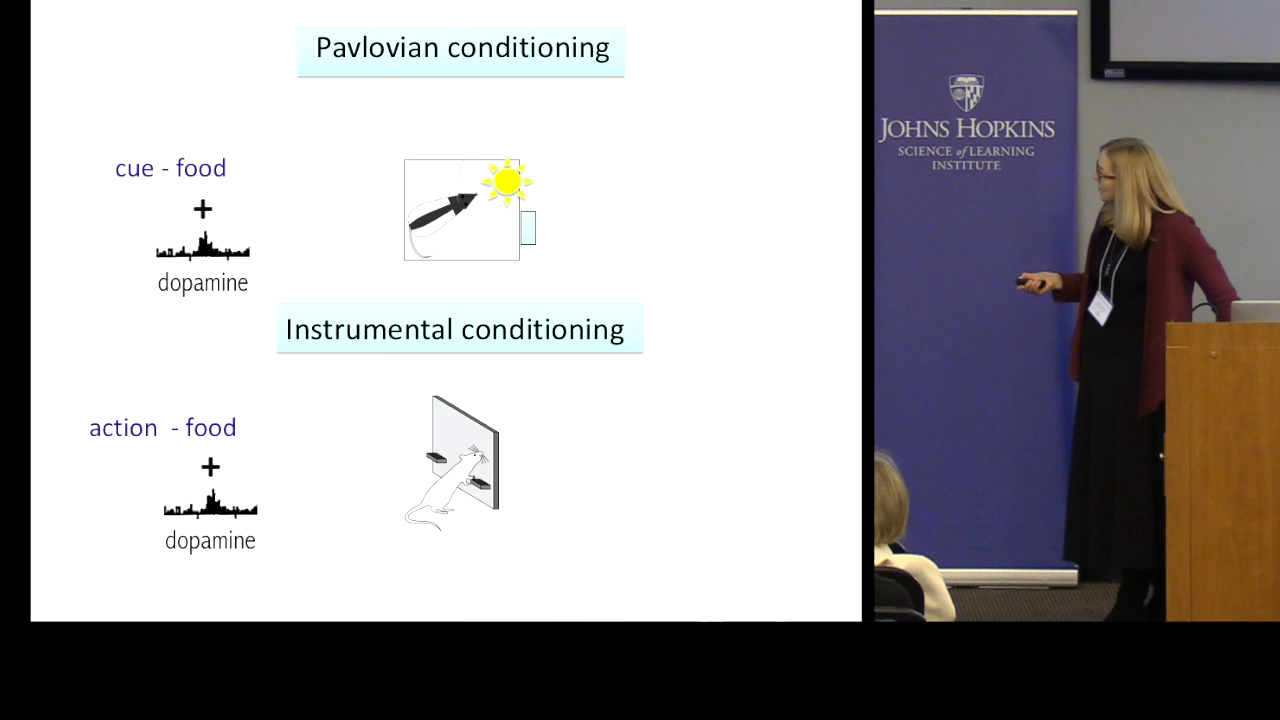 Pavlovian conditioning
cue - food
+
dopamine
Instrumental conditioning
action - food
+
dopamine
JOHNS HOPKINS
SCIENCE of LEARNING
INSTITUTE